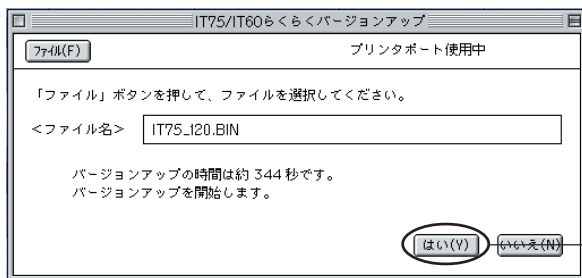 IT75/IT60らくらくバージョンアップ
ファイル(F)
プリンタポート使用中
「ファイル」ボタンを押して、ファイルを選択してください。
<ファイル名> IT75_120.BIN
バージョンアップの時間は約 344 秒です。
バージョンアップを開始します。
はい(Y) いいえ(N)